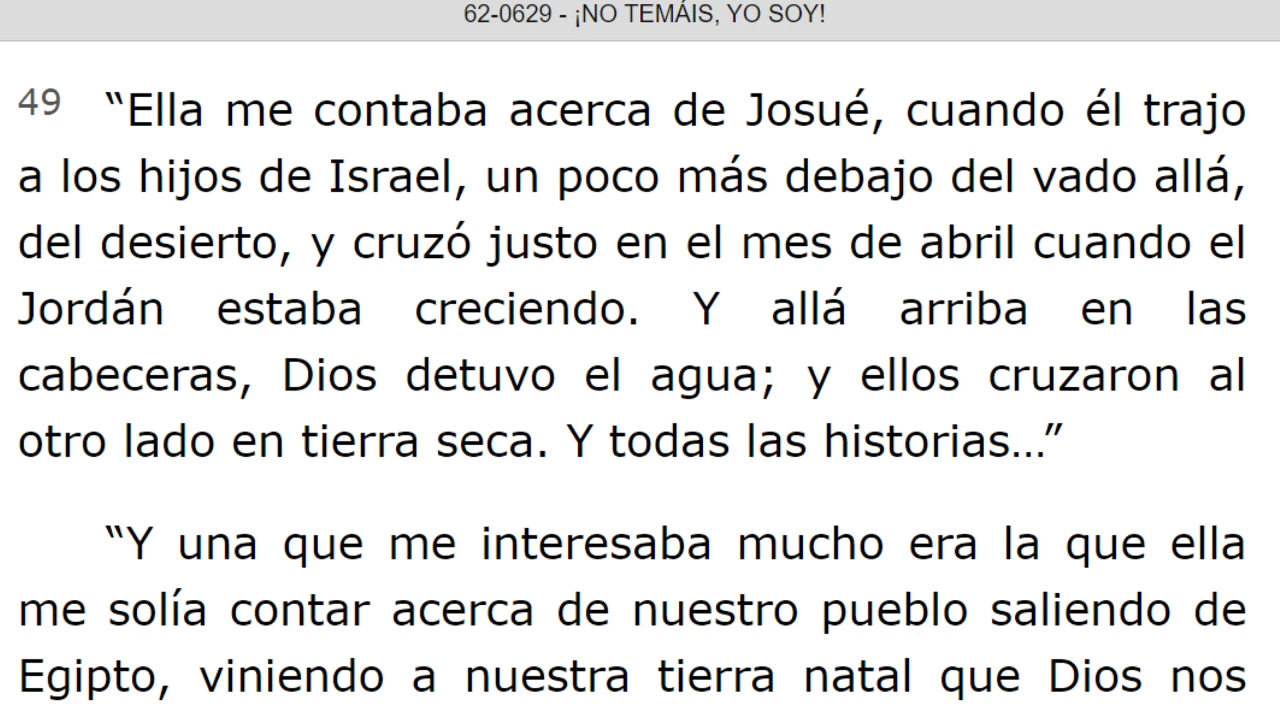 62-0629 - ¡NO TEMÁIS, YO SOY!
49 “Ella me contaba acerca de Josué, cuando él trajo
a los hijos de Israel, un poco más debajo del vado allá,
del desierto, y cruzó justo en el mes de abril cuando el
Jordán estaba creciendo. Y allá arriba en las
cabeceras, Dios detuvo el agua; y ellos cruzaron al
otro lado en tierra seca. Y todas las historias…”
“Y una que me interesaba mucho era la que ella
me solía contar acerca de nuestro pueblo saliendo de
Egipto, viniendo a nuestra tierra natal que Dios nos